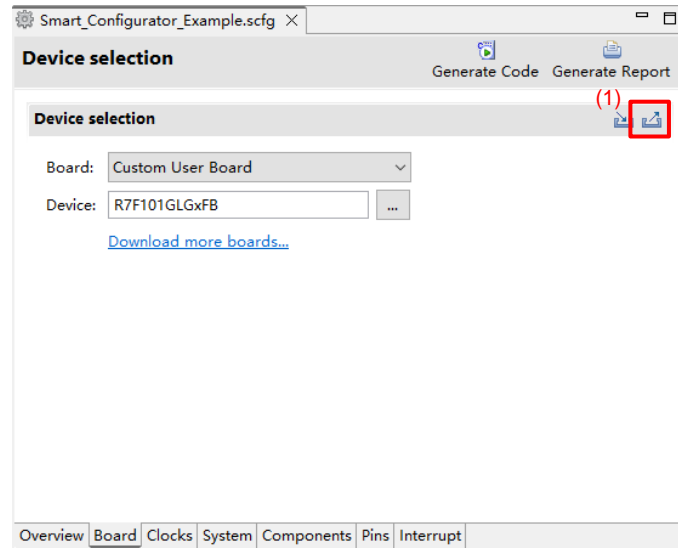 Smart_Configurator_Example.scfg
Device selection
Generate Code Generate Report
(1)
Device selection
Board: Custom User Board
Device: R7F101GLGxFB ...
Download more boards...
Overview Board Clocks System Components Pins Interrupt